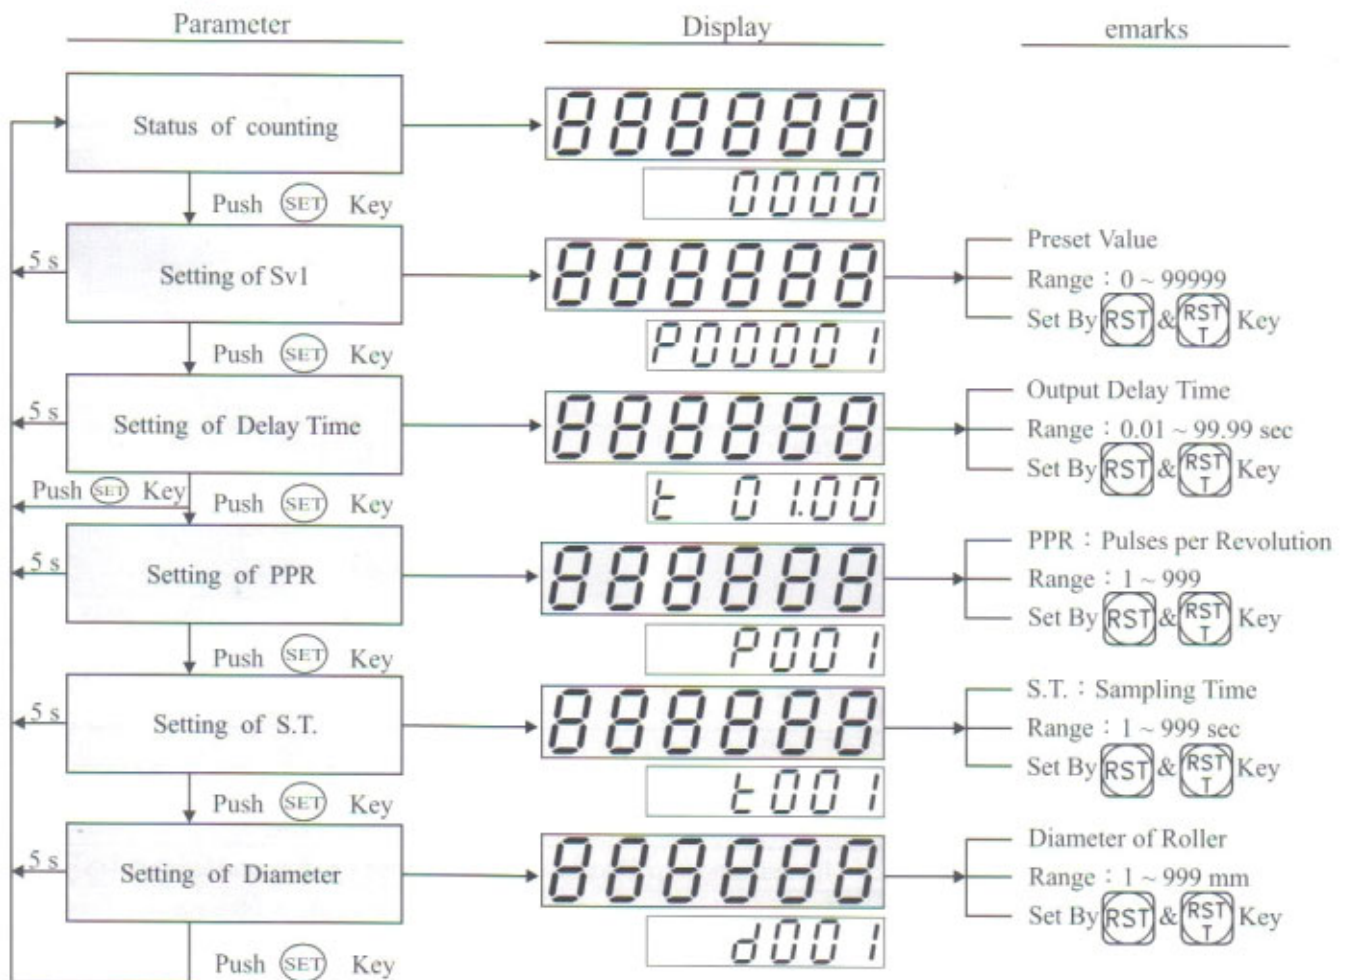 Parameter Display emarks
Status of counting
888888
0000
Push SET Key
5 s
Setting of Sv1
888888
P00001
Preset Value
Range : 0 ~ 99999
Set By RST & RST T Key
Push SET Key
5 s
Setting of Delay Time
888888
t 01.00
Output Delay Time
Range : 0.01 ~ 99.99 sec
Set By RST & RST T Key
Push SET Key
Push SET Key
5 s
Setting of PPR
888888
P001
PPR : Pulses per Revolution
Range : 1 ~ 999
Set By RST & RST T Key
Push SET Key
5 s
Setting of S.T.
888888
t001
S.T. : Sampling Time
Range : 1 ~ 999 sec
Set By RST & RST T Key
Push SET Key
5 s
Setting of Diameter
888888
d001
Diameter of Roller
Range : 1 ~ 999 mm
Set By RST & RST T Key
Push SET Key